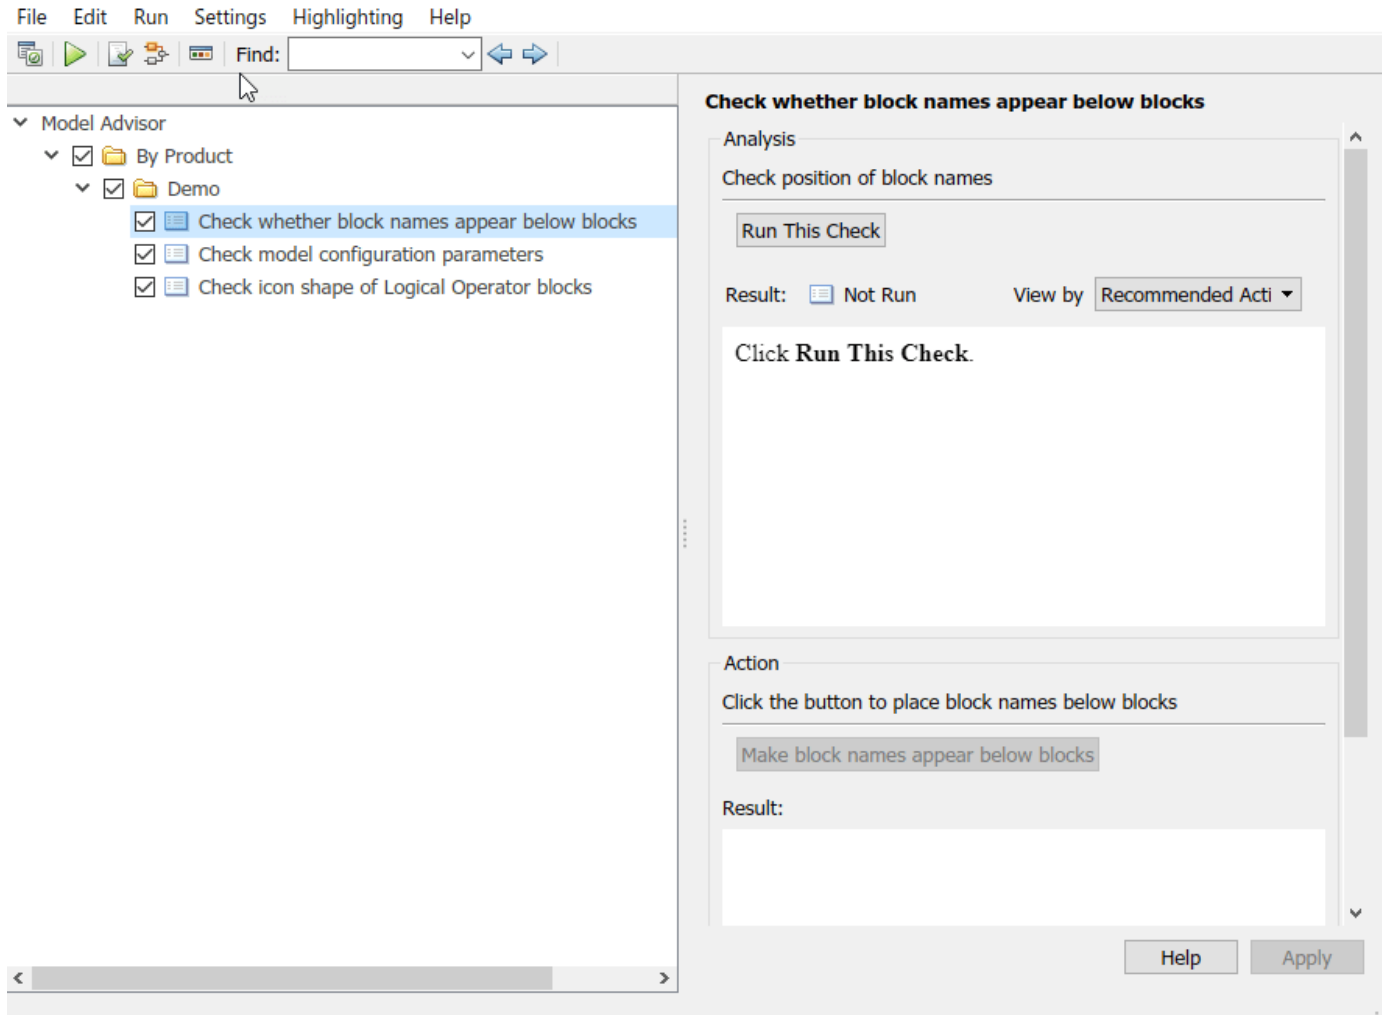 File Edit Run Settings Highlighting Help
Find:
Model Advisor
By Product
Demo
Check whether block names appear below blocks
Check model configuration parameters
Check icon shape of Logical Operator blocks
Check whether block names appear below blocks
Analysis
Check position of block names
Run This Check
Result: Not Run View by Recommended Acti
Click Run This Check.
Action
Click the button to place block names below blocks
Make block names appear below blocks
Result:
Help Apply